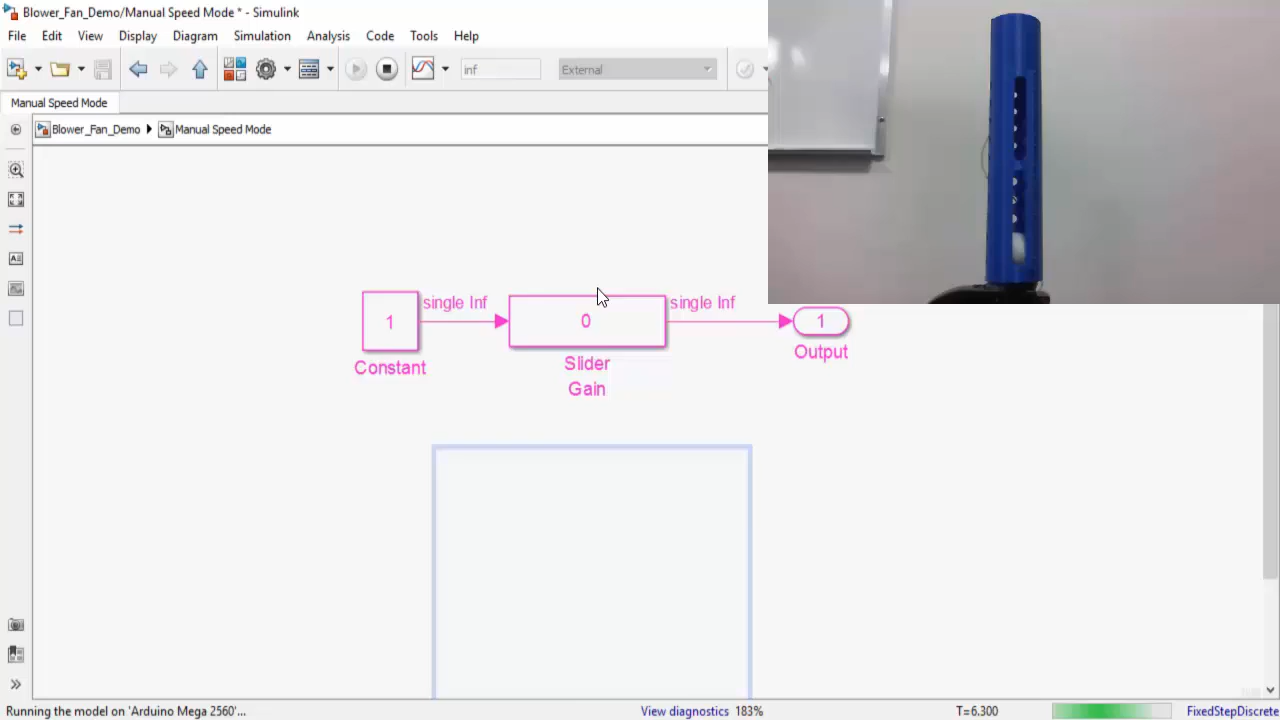 Blower_Fan_Demo/Manual Speed Mode * - Simulink
File Edit View Display Diagram Simulation Analysis Code Tools Help
inf External
Manual Speed Mode
Blower_Fan_Demo Manual Speed Mode
single Inf single Inf
1 0 1
Constant Slider Gain Output
Running the model on 'Arduino Mega 2560'... View diagnostics 183% T=6.300 FixedStepDiscrete